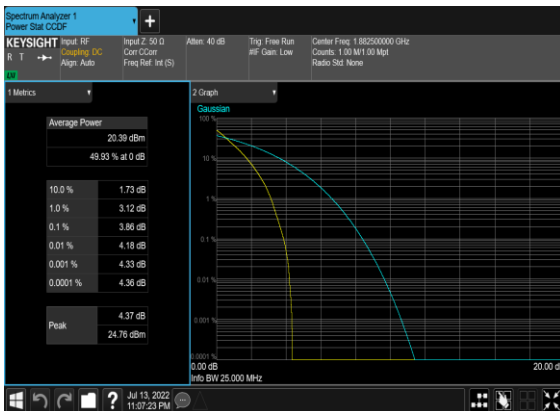 Spectrum Analyzer 1
Power Stat CCDF
KEYSIGHT
R T
LV
Input: RF
Coupling: DC
Align: Auto
Input Z: 50 Ω
Corr CCorr
Freq Ref: Int (S)
Atten: 40 dB
Trig: Free Run
#IF Gain: Low
Center Freq: 1.882500000 GHz
Counts: 1.00 M/1.00 Mpt
Radio Std: None
1 Metrics
Average Power
20.39 dBm
49.93 % at 0 dB
10.0 % 1.73 dB
1.0 % 3.12 dB
0.1 % 3.86 dB
0.01 % 4.18 dB
0.001 % 4.33 dB
0.0001 % 4.36 dB
Peak
4.37 dB
24.76 dBm
2 Graph
Gaussian
100 %
10 %
1 %
0.1 %
0.01 %
0.001 %
0.0001 %
0.00 dB
20.00 d
Info BW 25.000 MHz
?
Jul 13, 2022
11:07:23 PM